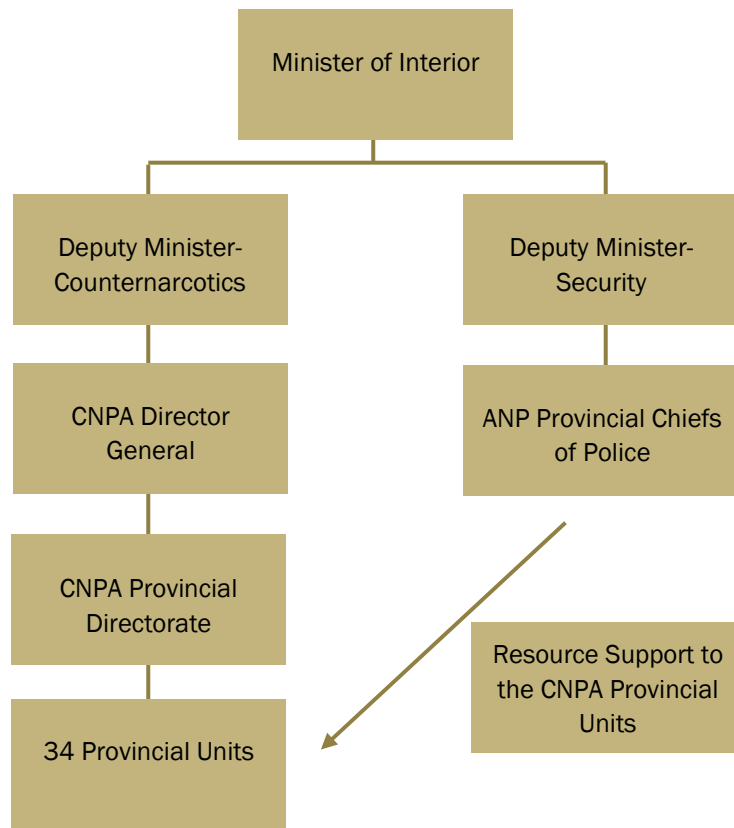 Minister of Interior
Deputy Minister-
Counternarcotics
Deputy Minister-
Security
CNPA Director
General
ANP Provincial Chiefs
of Police
CNPA Provincial
Directorate
Resource Support to
the CNPA Provincial
Units
34 Provincial Units